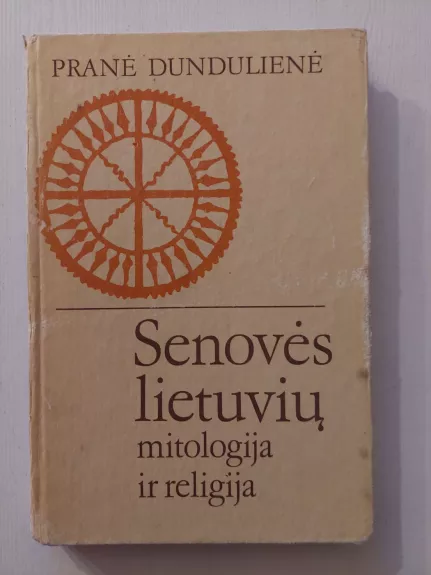 PRANĖ DUNDULIENĖ
Senovės
lietuvių
mitologija
ir religija